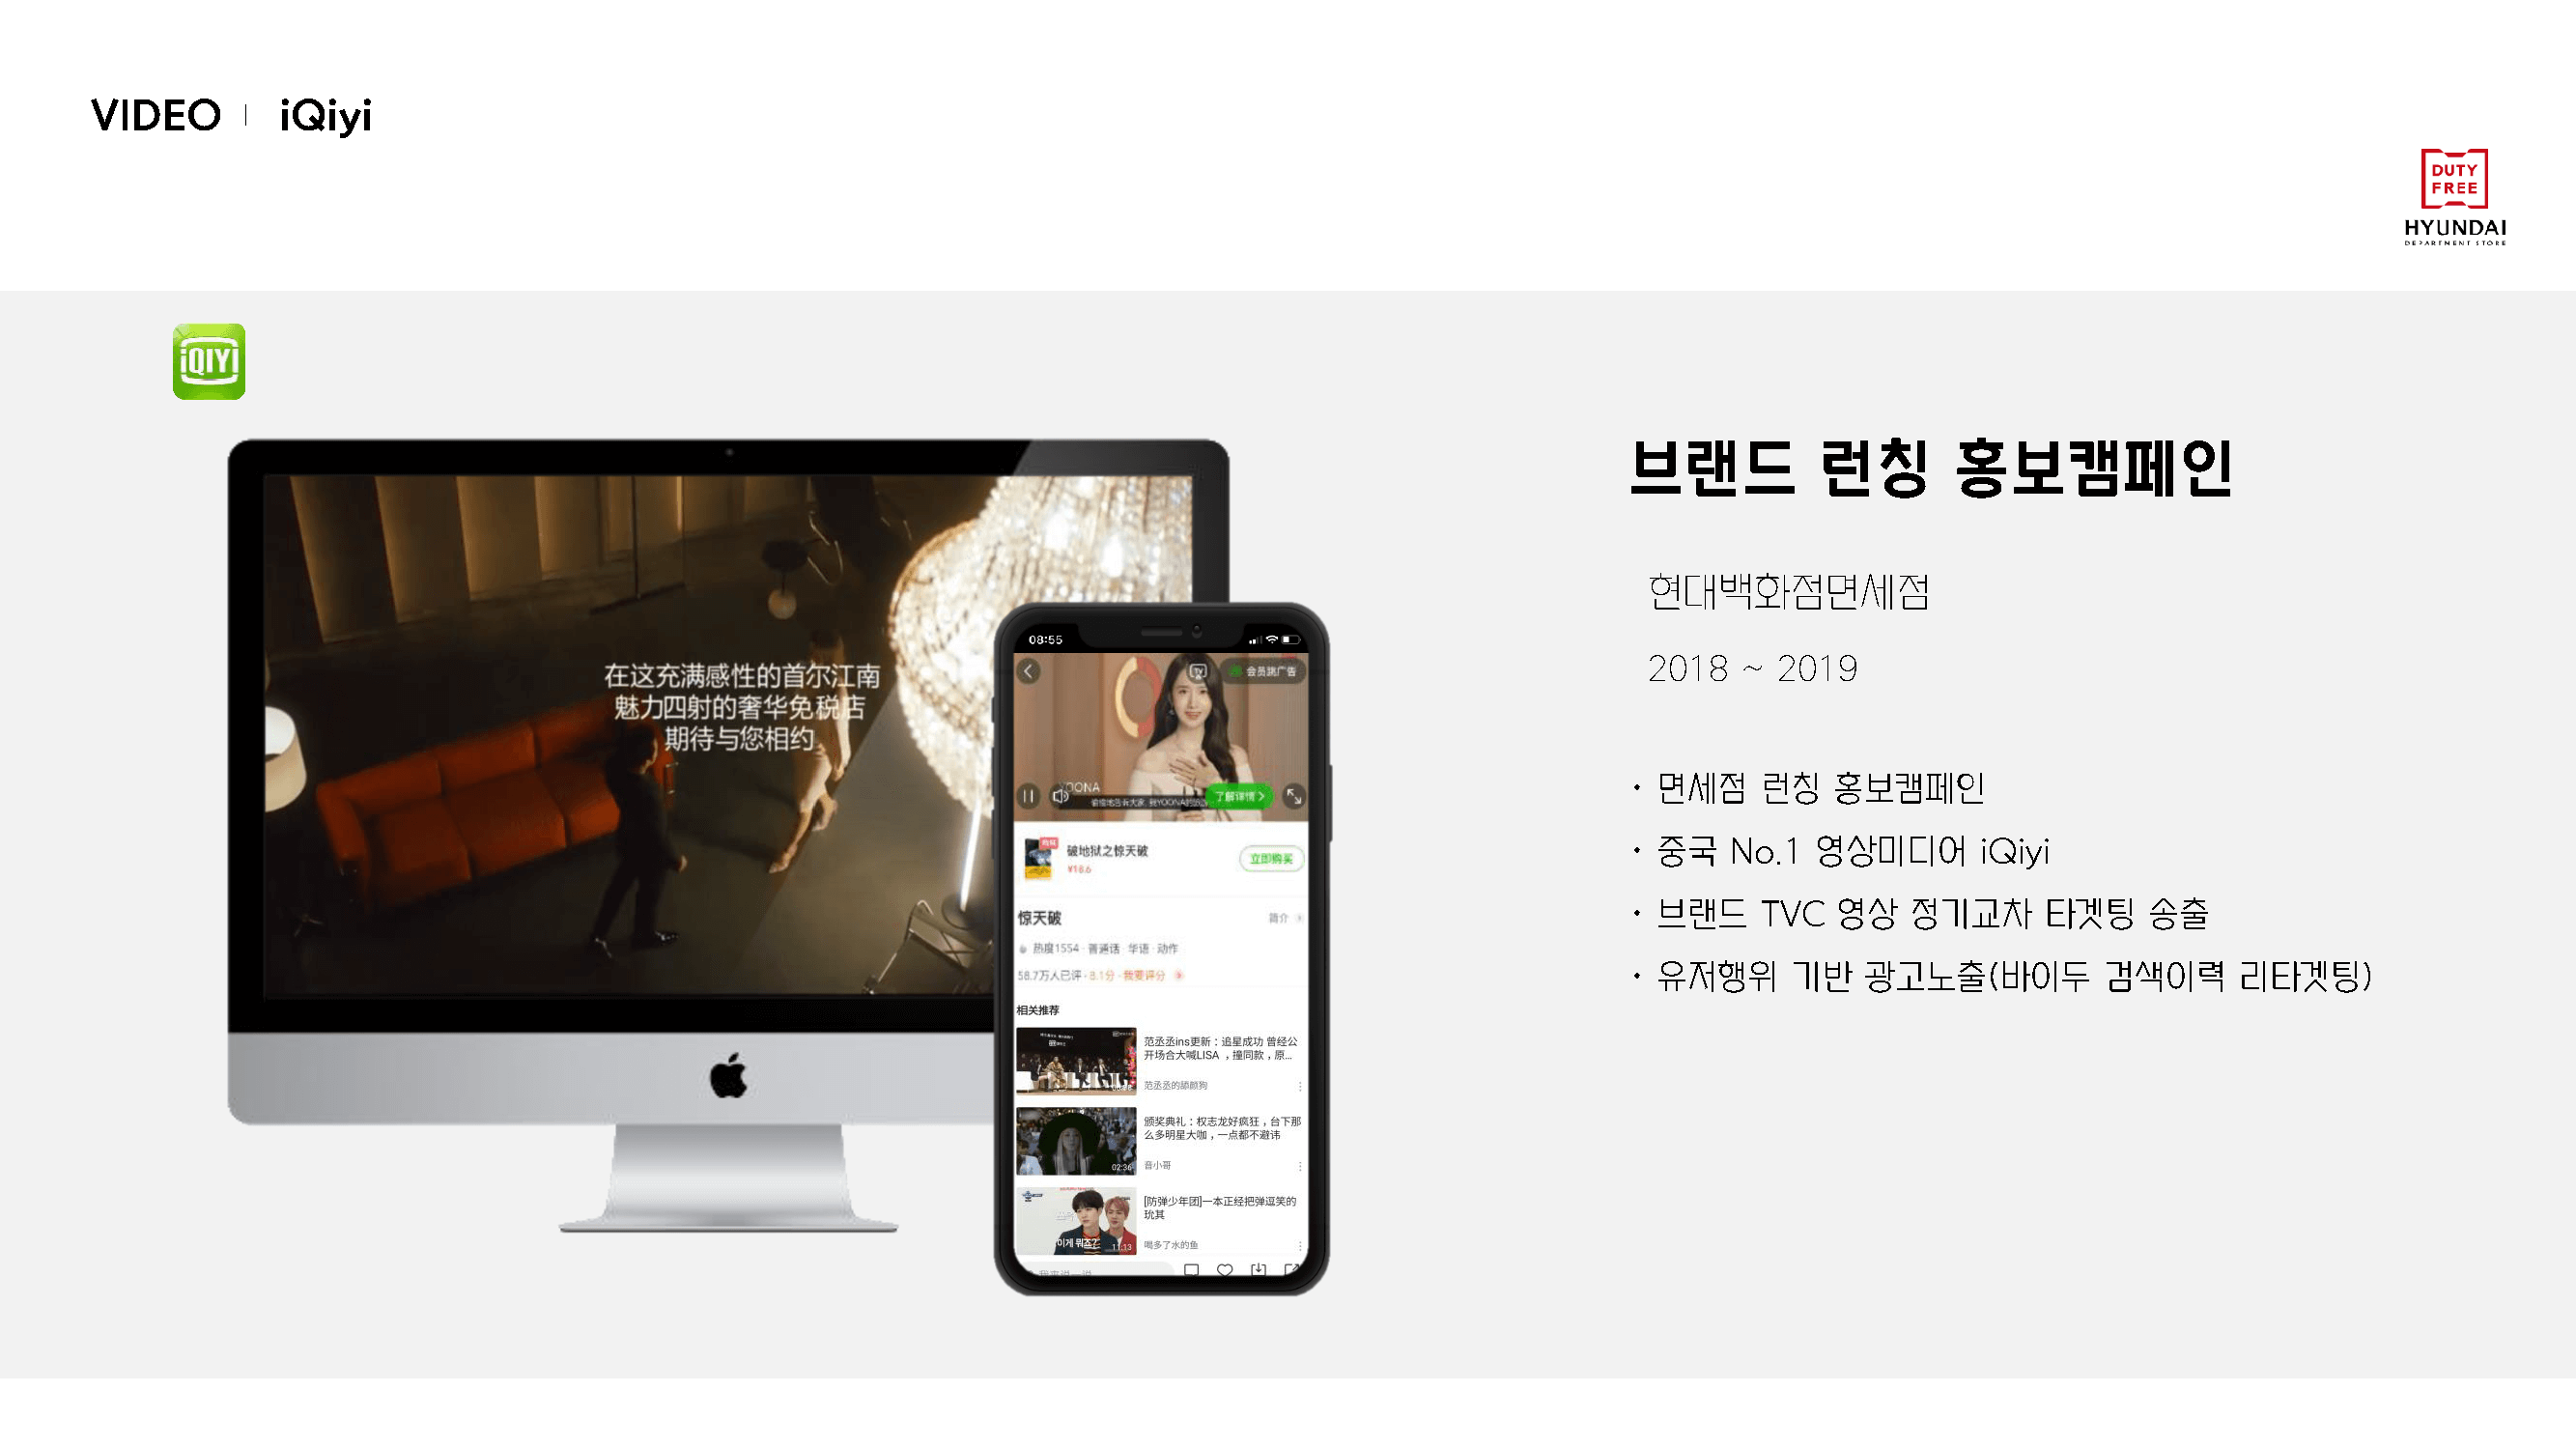 VIDEO | iQiyi
DUTY
FREE
HYUNDAI
DEPARTMENT STORE
iQIYI
브랜드 런칭 홍보캠페인
현대백화점면세점
2018 ~ 2019
· 면세점 런칭 홍보캠페인
· 중국 No.1 영상미디어 iQiyi
· 브랜드 TVC 영상 정기교차 타겟팅 송출
· 유저행위 기반 광고노출(바이두 검색이력 리타겟팅)
在这充满感性的首尔江南
魅力四射的奢华免税店
期待与您相约
08:55
会员跳广告
YOONA
了解详情 >
破地狱之惊天破
¥18.6
立即购买
惊天破
简介
热度1554 · 普通话 · 华语 · 动作
58.7万人已评 · 8.1分 · 我要评分
相关推荐
范丞丞ins更新：追星成功 曾经公
开场合大喊LISA ，撞同款，原...
范丞丞的舔颜狗
颁奖典礼：权志龙好疯狂，台下那
么多明星大咖，一点都不避讳
02:36
音小哥
[防弹少年团]一本正经把弹逗笑的
玧其
이게 뭐죠?
11:13
喝多了水的鱼